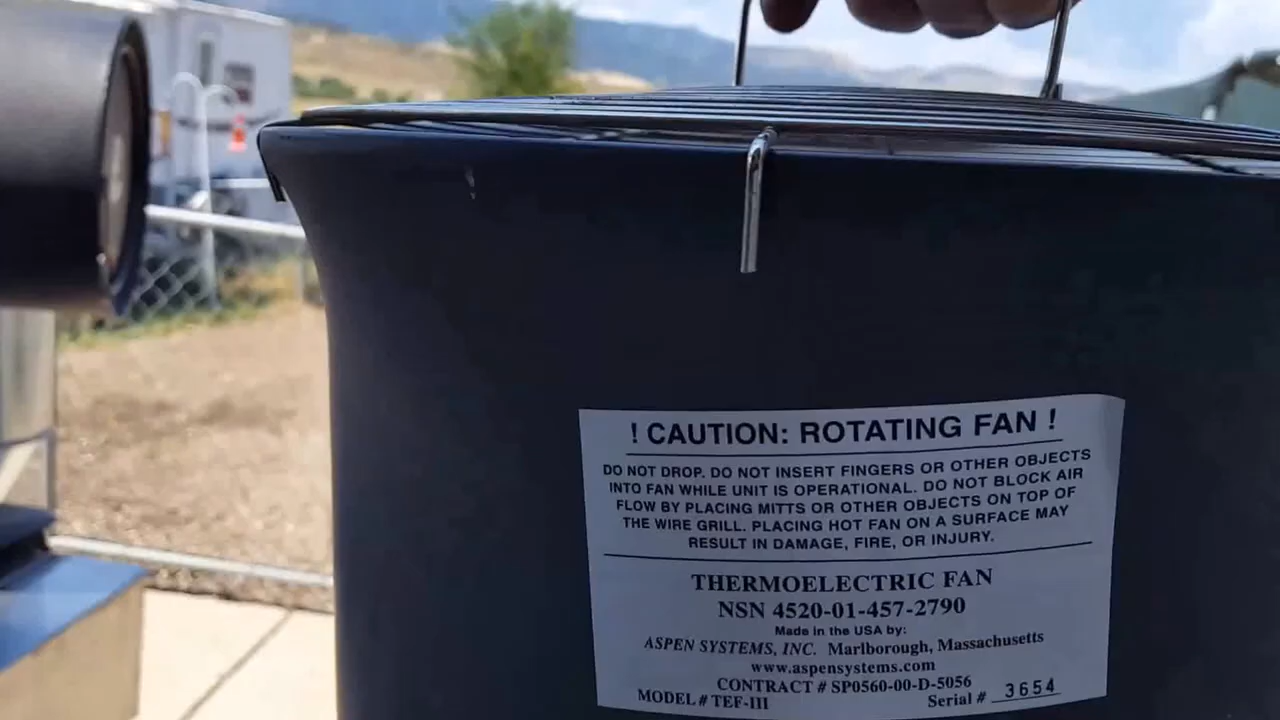 ! CAUTION: ROTATING FAN !
DO NOT DROP. DO NOT INSERT FINGERS OR OTHER OBJECTS
INTO FAN WHILE UNIT IS OPERATIONAL. DO NOT BLOCK AIR
FLOW BY PLACING MITTS OR OTHER OBJECTS ON TOP OF
THE WIRE GRILL. PLACING HOT FAN ON A SURFACE MAY
RESULT IN DAMAGE, FIRE, OR INJURY.
THERMOELECTRIC FAN
NSN 4520-01-457-2790
Made in the USA by:
ASPEN SYSTEMS, INC. Marlborough, Massachusetts
www.aspensystems.com
CONTRACT # SP0560-00-D-5056
MODEL # TEF-III Serial # 3654